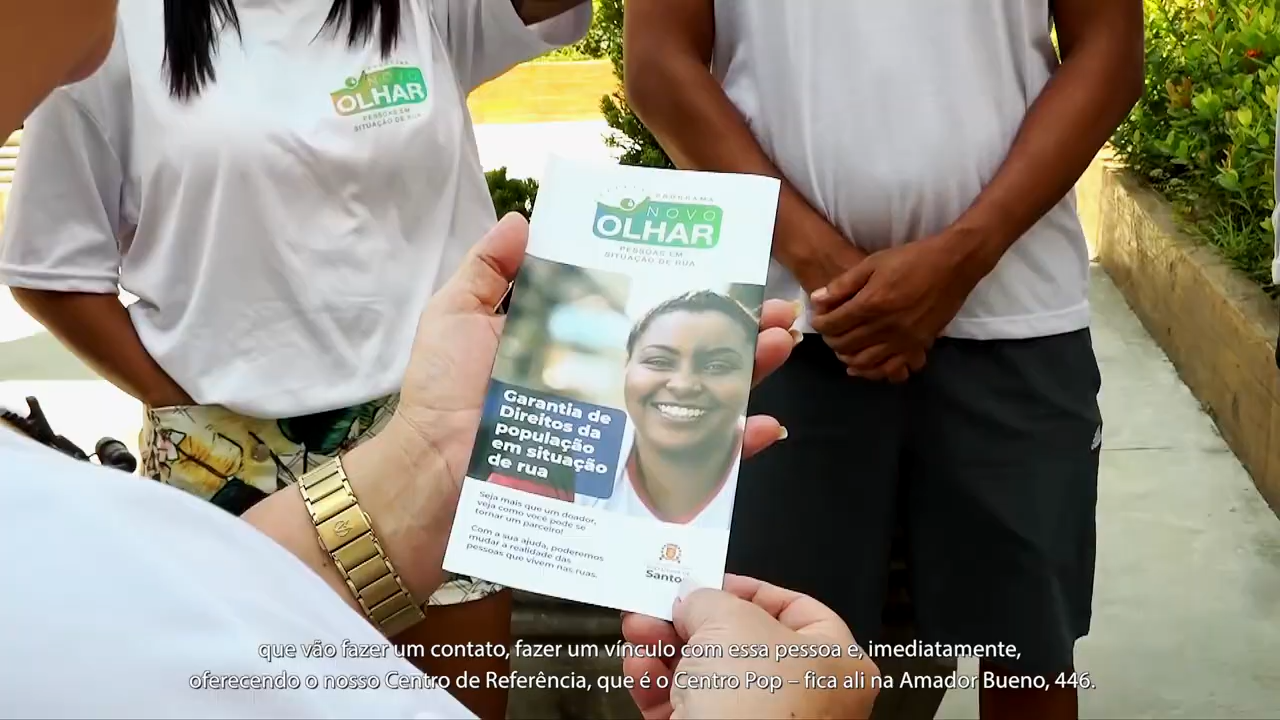 PROGRAMA
NOVO
OLHAR
PESSOAS EM
SITUAÇÃO DE RUA
PROGRAMA
NOVO
OLHAR
PESSOAS EM
SITUAÇÃO DE RUA
Garantia de
Direitos da
população
em situação
de rua
Seja mais que um doador,
veja como você pode se
tornar um parceiro!
Com a sua ajuda, poderemos
mudar a realidade das
pessoas que vivem nas ruas.
que vão fazer um contato, fazer um vínculo com essa pessoa e, imediatamente,
oferecendo o nosso Centro de Referência, que é o Centro Pop – fica ali na Amador Bueno, 446.